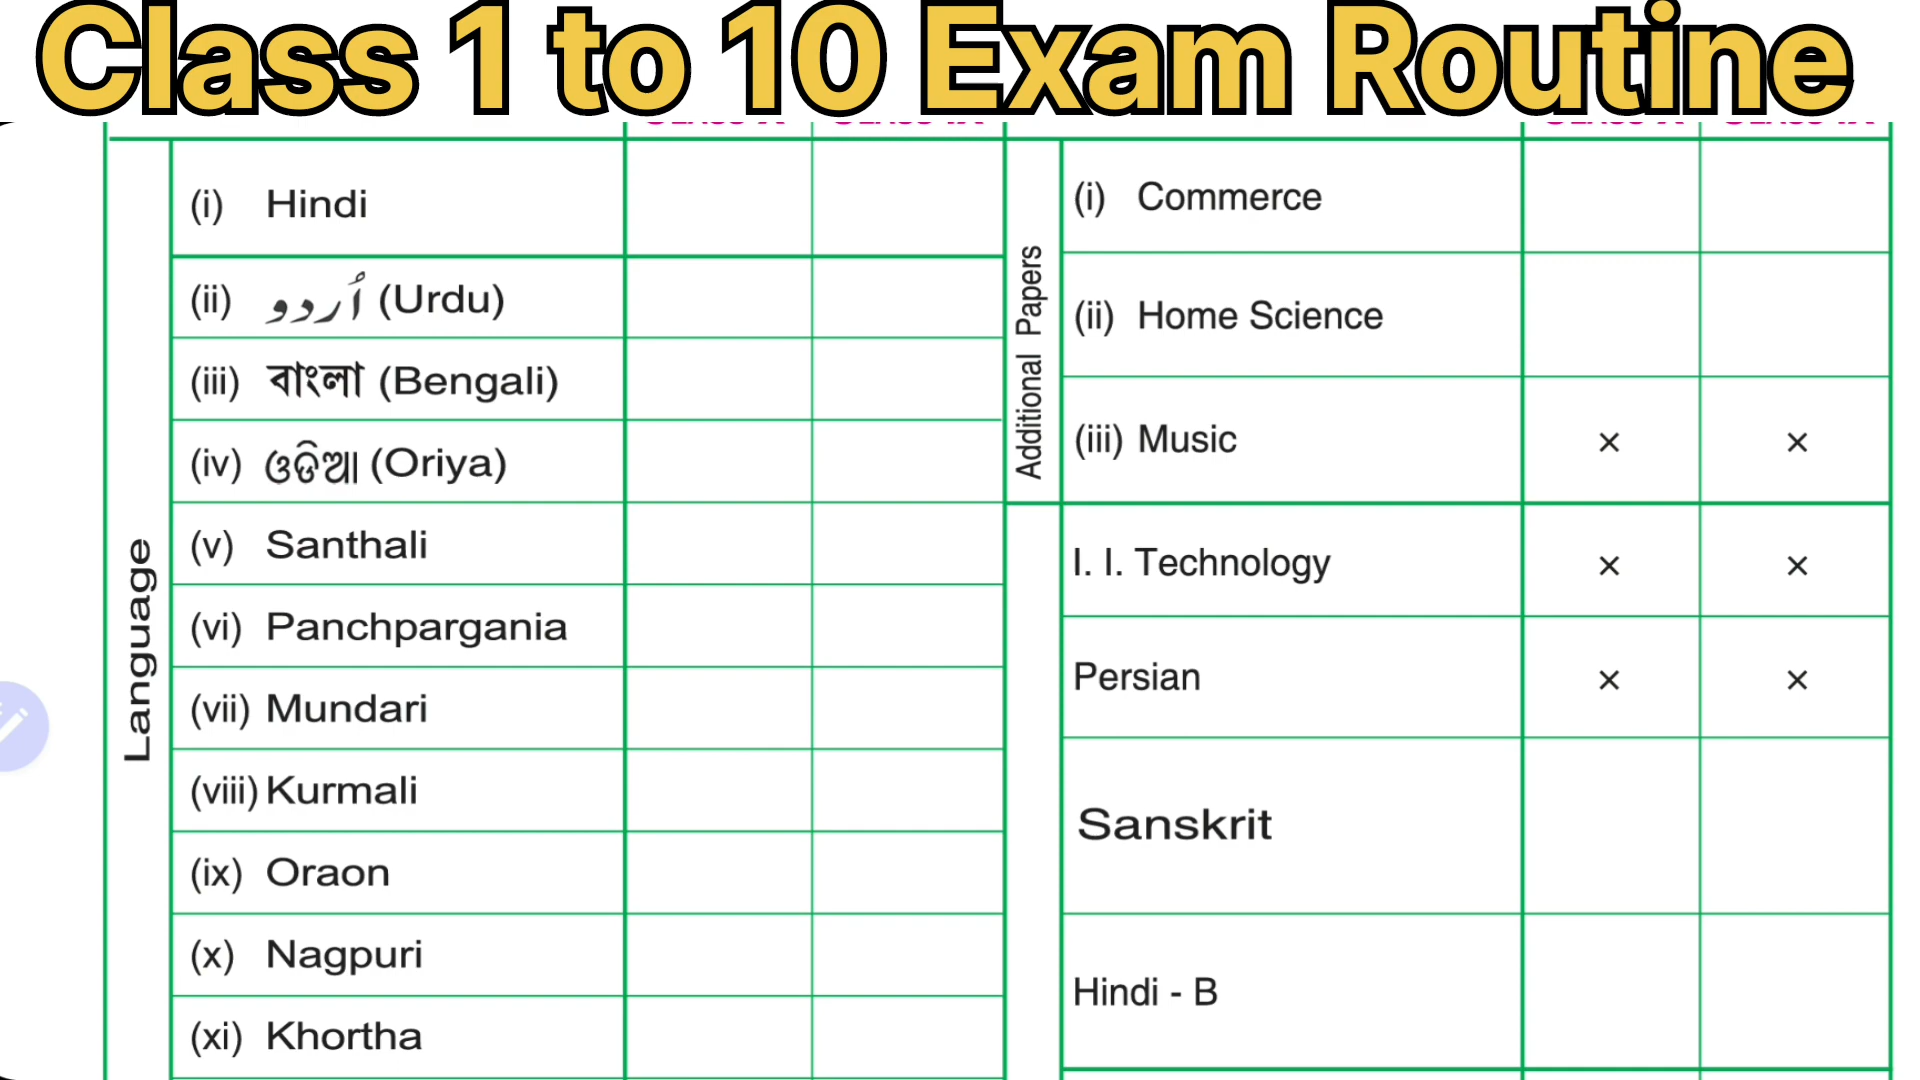 Class 1 to 10 Exam Routine
Language
(i) Hindi
(ii) اُردو (Urdu)
(iii) বাংলা (Bengali)
(iv) ଓଡିଆ (Oriya)
(v) Santhali
(vi) Panchpargania
(vii) Mundari
(viii) Kurmali
(ix) Oraon
(x) Nagpuri
(xi) Khortha
Additional Papers
(i) Commerce
(ii) Home Science
(iii) Music × ×
I. I. Technology × ×
Persian × ×
Sanskrit
Hindi - B